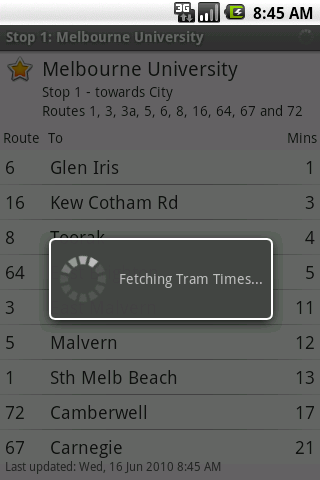 3G 8:45 AM
Stop 1: Melbourne University
Melbourne University
Stop 1 - towards City
Routes 1, 3, 3a, 5, 6, 8, 16, 64, 67 and 72
Route To Mins
6 Glen Iris 1
16 Kew Cotham Rd 3
8 Toorak
64 5
Fetching Tram Times...
3 11
5 Malvern 12
1 Sth Melb Beach 13
72 Camberwell 17
67 Carnegie 21
Last updated: Wed, 16 Jun 2010 8:45 AM